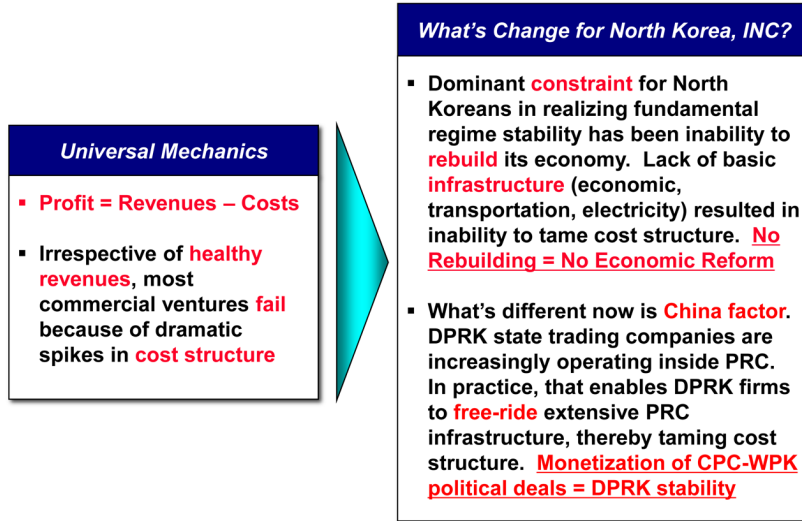 Universal Mechanics
▪ Profit = Revenues – Costs
▪ Irrespective of healthy
revenues, most
commercial ventures fail
because of dramatic
spikes in cost structure
What's Change for North Korea, INC?
▪ Dominant constraint for North
Koreans in realizing fundamental
regime stability has been inability to
rebuild its economy. Lack of basic
infrastructure (economic,
transportation, electricity) resulted in
inability to tame cost structure. No
Rebuilding = No Economic Reform
▪ What's different now is China factor.
DPRK state trading companies are
increasingly operating inside PRC.
In practice, that enables DPRK firms
to free-ride extensive PRC
infrastructure, thereby taming cost
structure. Monetization of CPC-WPK
political deals = DPRK stability